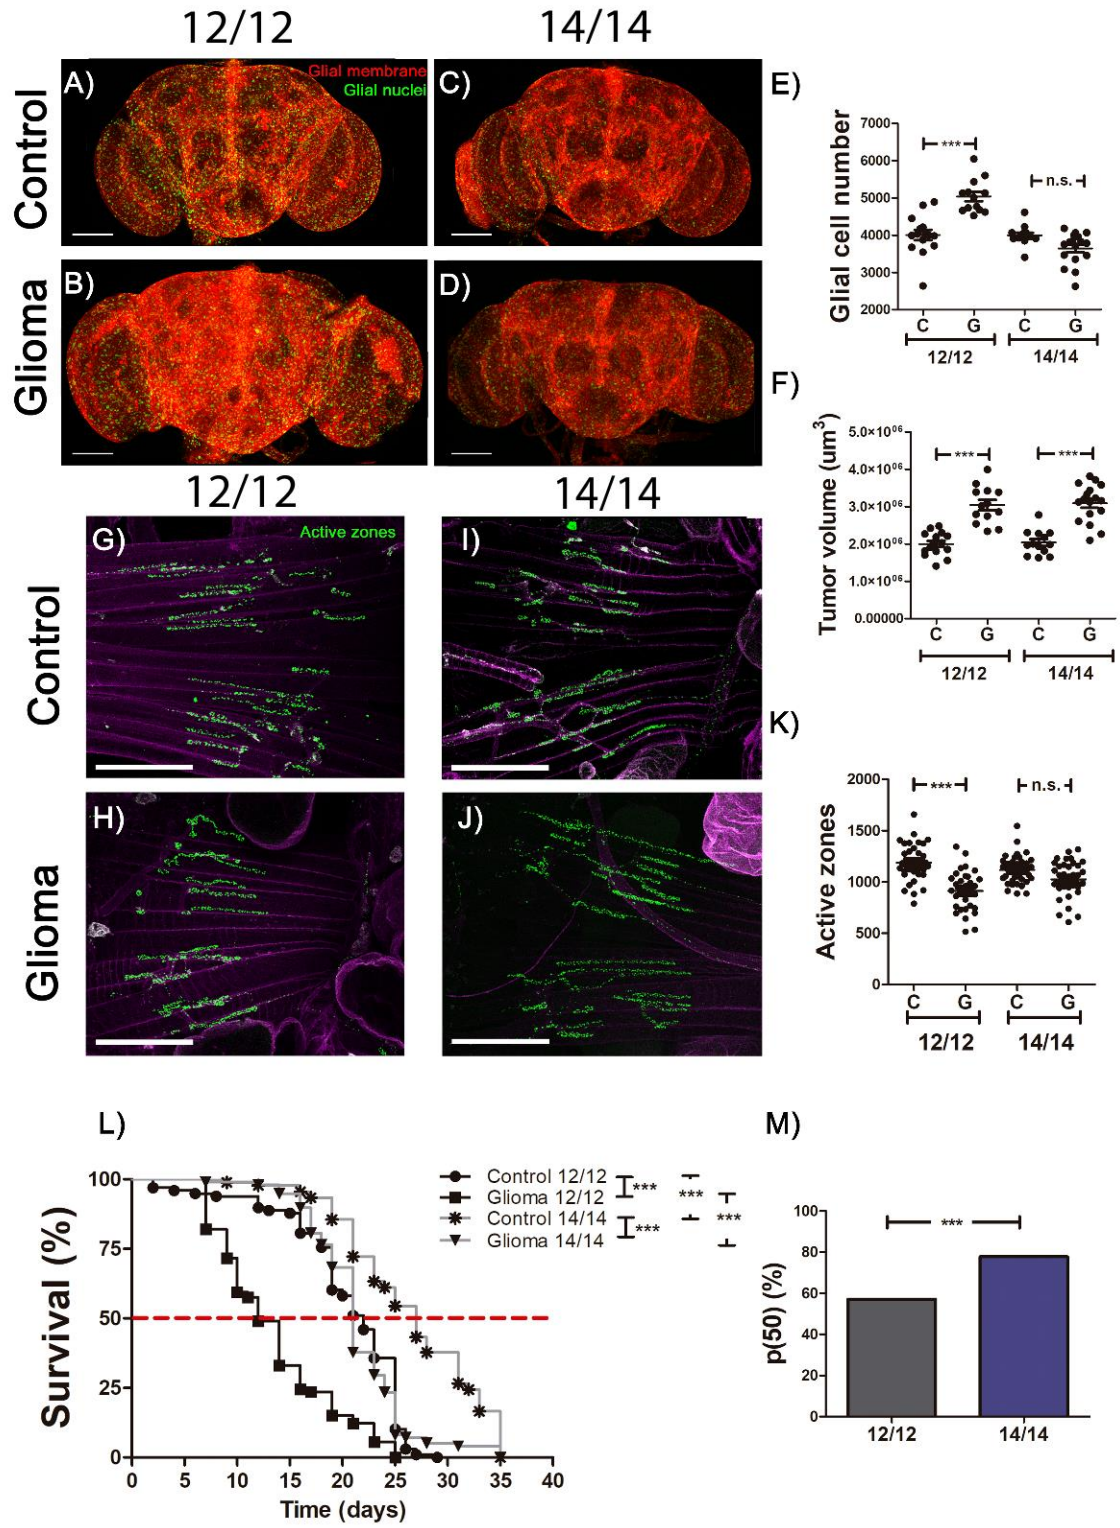 12/12
14/14
Control
Glioma
A)
Glial membrane
Glial nuclei
B)
C)
D)
E)
Glial cell number
7000
6000
5000
4000
3000
2000
***
n.s.
C
G
C
G
12/12
14/14
F)
Tumor volume (um³)
5.0×10⁰⁶
4.0×10⁰⁶
3.0×10⁰⁶
2.0×10⁰⁶
1.0×10⁰⁶
0.00000
***
***
C
G
C
G
12/12
14/14
12/12
14/14
Control
Glioma
G)
Active zones
H)
I)
J)
K)
Active zones
2000
1500
1000
500
0
***
n.s.
C
G
C
G
12/12
14/14
L)
Survival (%)
100
75
50
25
0
0
5
10
15
20
25
30
35
40
Time (days)
Control 12/12
Glioma 12/12
Control 14/14
Glioma 14/14
***
***
***
***
M)
p(50) (%)
100
80
60
40
20
0
***
12/12
14/14